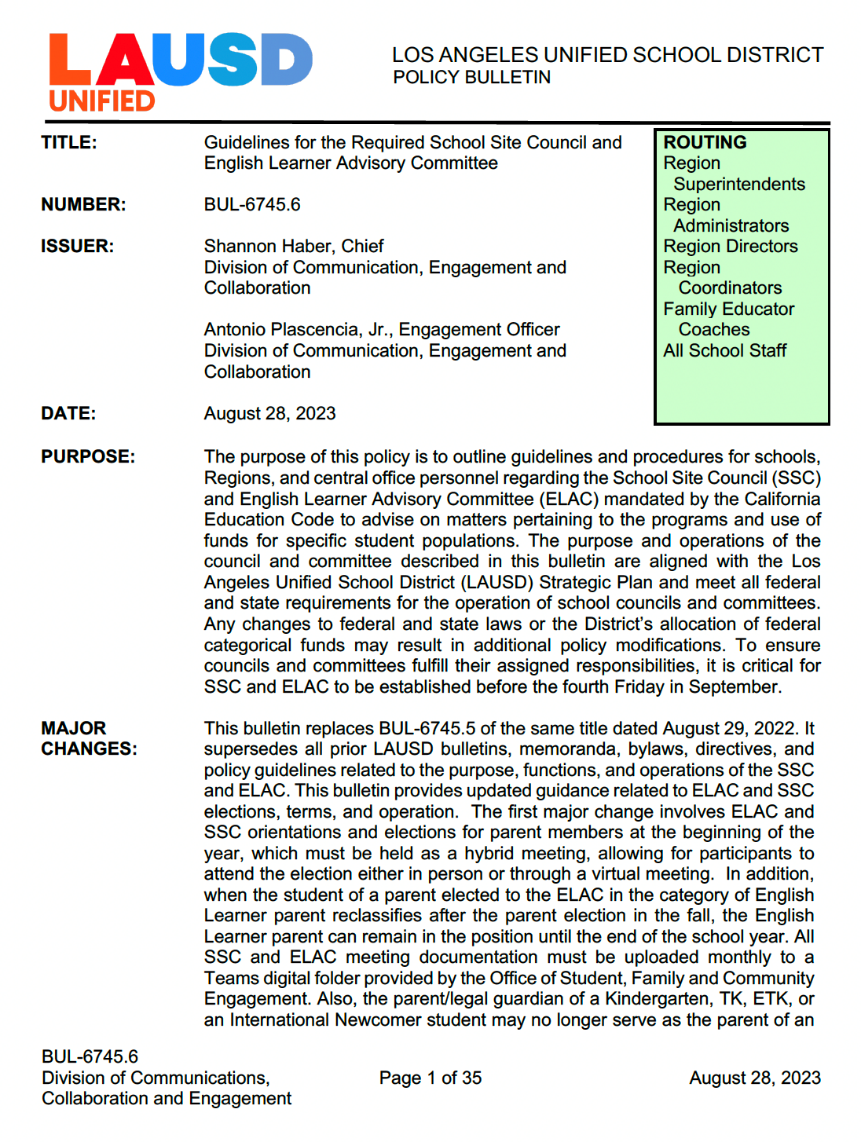 LAUSD
UNIFIED
LOS ANGELES UNIFIED SCHOOL DISTRICT
POLICY BULLETIN
TITLE:
Guidelines for the Required School Site Council and
English Learner Advisory Committee
NUMBER:
BUL-6745.6
ISSUER:
Shannon Haber, Chief
Division of Communication, Engagement and
Collaboration
Antonio Plascencia, Jr., Engagement Officer
Division of Communication, Engagement and
Collaboration
DATE:
August 28, 2023
ROUTING
Region
Superintendents
Region
Administrators
Region Directors
Region
Coordinators
Family Educator
Coaches
All School Staff
PURPOSE:
The purpose of this policy is to outline guidelines and procedures for schools,
Regions, and central office personnel regarding the School Site Council (SSC)
and English Learner Advisory Committee (ELAC) mandated by the California
Education Code to advise on matters pertaining to the programs and use of
funds for specific student populations. The purpose and operations of the
council and committee described in this bulletin are aligned with the Los
Angeles Unified School District (LAUSD) Strategic Plan and meet all federal
and state requirements for the operation of school councils and committees.
Any changes to federal and state laws or the District's allocation of federal
categorical funds may result in additional policy modifications. To ensure
councils and committees fulfill their assigned responsibilities, it is critical for
SSC and ELAC to be established before the fourth Friday in September.
MAJOR
CHANGES:
This bulletin replaces BUL-6745.5 of the same title dated August 29, 2022. It
supersedes all prior LAUSD bulletins, memoranda, bylaws, directives, and
policy guidelines related to the purpose, functions, and operations of the SSC
and ELAC. This bulletin provides updated guidance related to ELAC and SSC
elections, terms, and operation. The first major change involves ELAC and
SSC orientations and elections for parent members at the beginning of the
year, which must be held as a hybrid meeting, allowing for participants to
attend the election either in person or through a virtual meeting. In addition,
when the student of a parent elected to the ELAC in the category of English
Learner parent reclassifies after the parent election in the fall, the English
Learner parent can remain in the position until the end of the school year. All
SSC and ELAC meeting documentation must be uploaded monthly to a
Teams digital folder provided by the Office of Student, Family and Community
Engagement. Also, the parent/legal guardian of a Kindergarten, TK, ETK, or
an International Newcomer student may no longer serve as the parent of an
BUL-6745.6
Division of Communications,
Collaboration and Engagement
Page 1 of 35
August 28, 2023